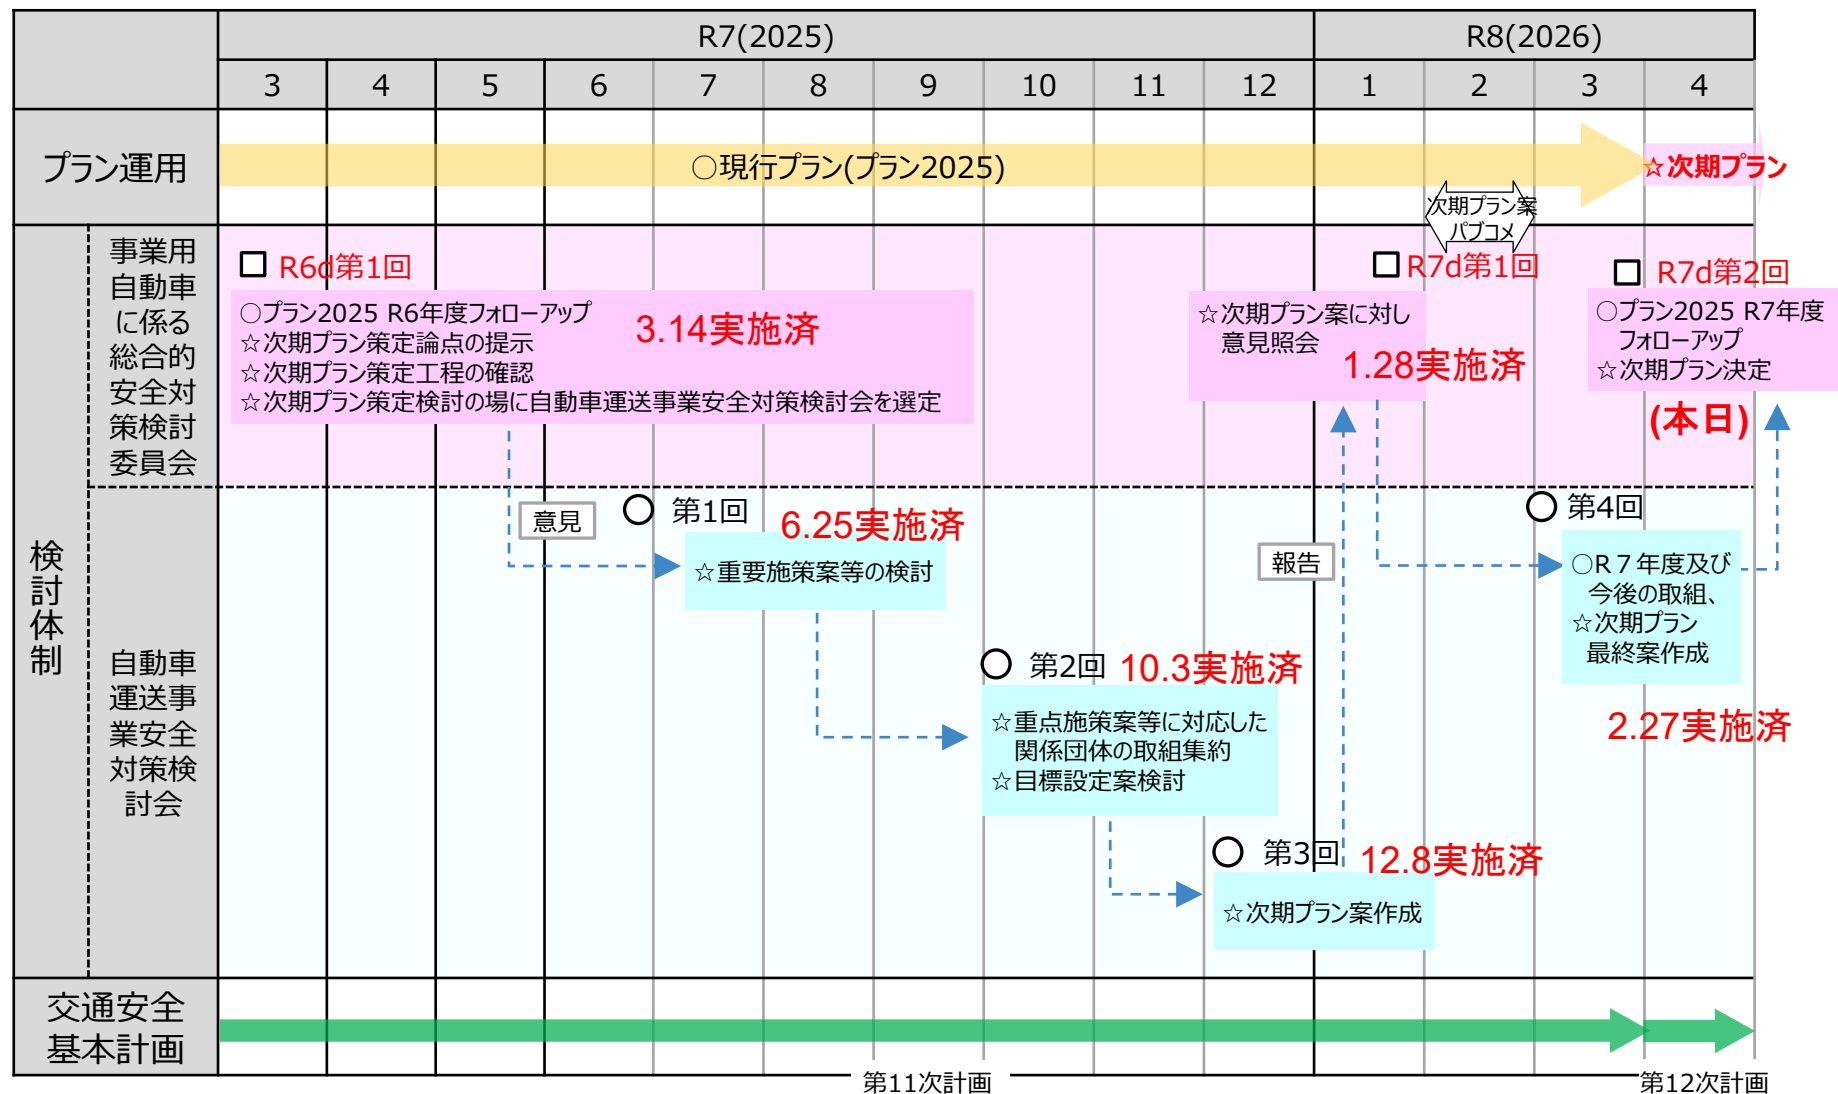 R7(2025)
R8(2026)
3
4
5
6
7
8
9
10
11
12
1
2
3
4
プラン運用
○現行プラン(プラン2025)
☆次期プラン
次期プラン案
パブコメ
検討体制
事業用
自動車
に係る
総合的
安全対
策検討
委員会
R6d第1回
○プラン2025 R6年度フォローアップ
☆次期プラン策定論点の提示
☆次期プラン策定工程の確認
☆次期プラン策定検討の場に自動車運送事業安全対策検討会を選定
3.14実施済
R7d第1回
☆次期プラン案に対し
意見照会
1.28実施済
R7d第2回
○プラン2025 R7年度
フォローアップ
☆次期プラン決定
(本日)
自動車
運送事
業安全
対策検
討会
意見
第1回
6.25実施済
☆重要施策案等の検討
第2回
10.3実施済
☆重点施策案等に対応した
関係団体の取組集約
☆目標設定案検討
第3回
12.8実施済
☆次期プラン案作成
報告
第4回
○R７年度及び
今後の取組、
☆次期プラン
最終案作成
2.27実施済
交通安全
基本計画
第11次計画
第12次計画